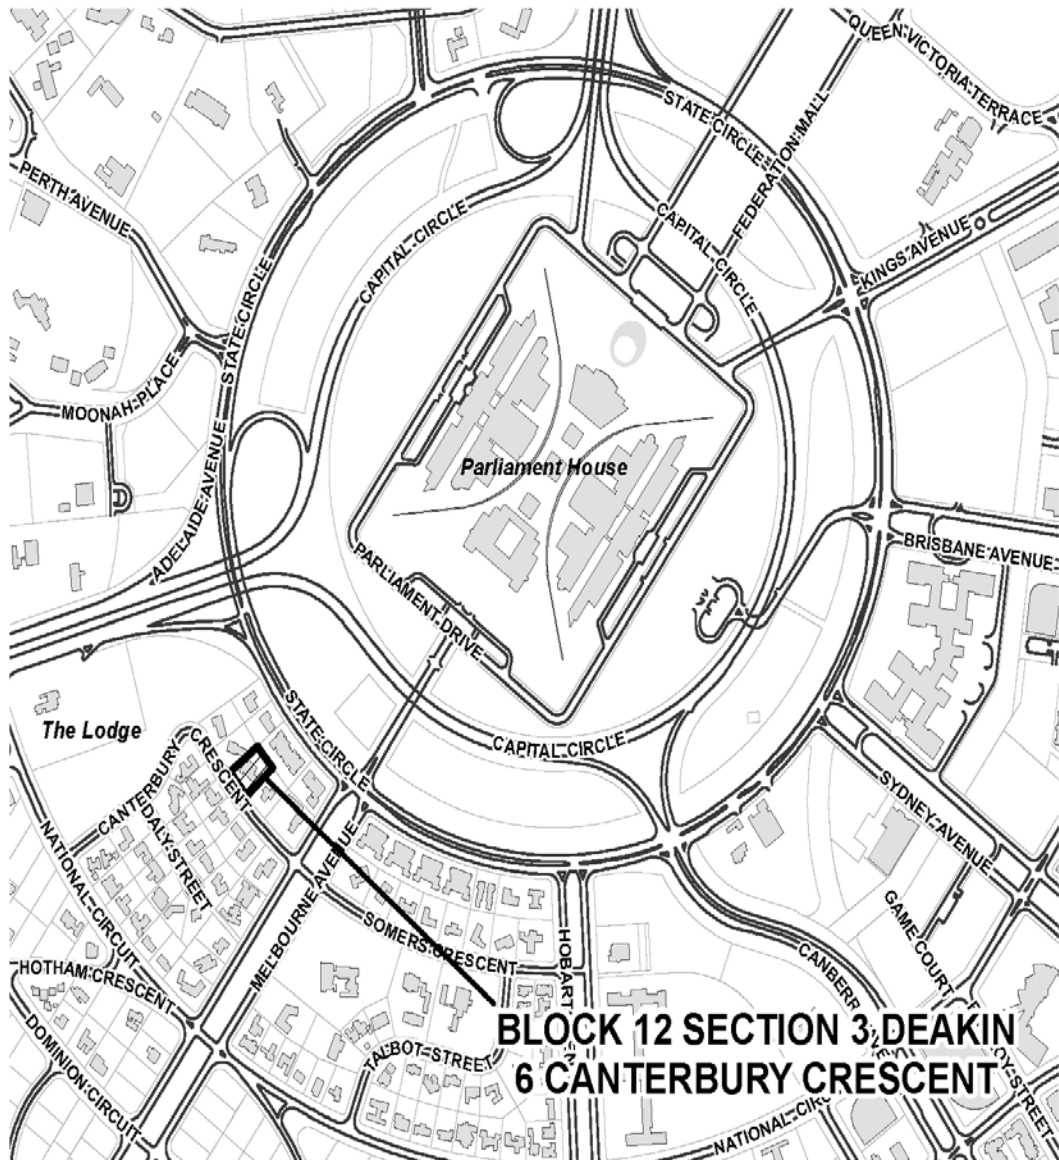 QUEEN VICTORIA TERRACE
STATE CIRCLE
FEDERATION MALL
PERTH AVENUE
CAPITAL CIRCLE
CAPITAL CIRCLE
KINGS AVENUE
STATE CIRCLE
MOONAH PLACE
Parliament House
ADELAIDE AVENUE
BRISBANE AVENUE
PARLIAMENT DRIVE
The Lodge
STATE CIRCLE
CAPITAL CIRCLE
CANTERBURY CRESCENT
DALY STREET
SYDNEY AVENUE
NATIONAL CIRCUIT
MELBOURNE AVENUE
SOMERS CRESCENT
GAME COURT
HOTHAM CRESCENT
HOBART
DOMINION CIRCUIT
TALBOT STREET
BLOCK 12 SECTION 3 DEAKIN
6 CANTERBURY CRESCENT
NATIONAL